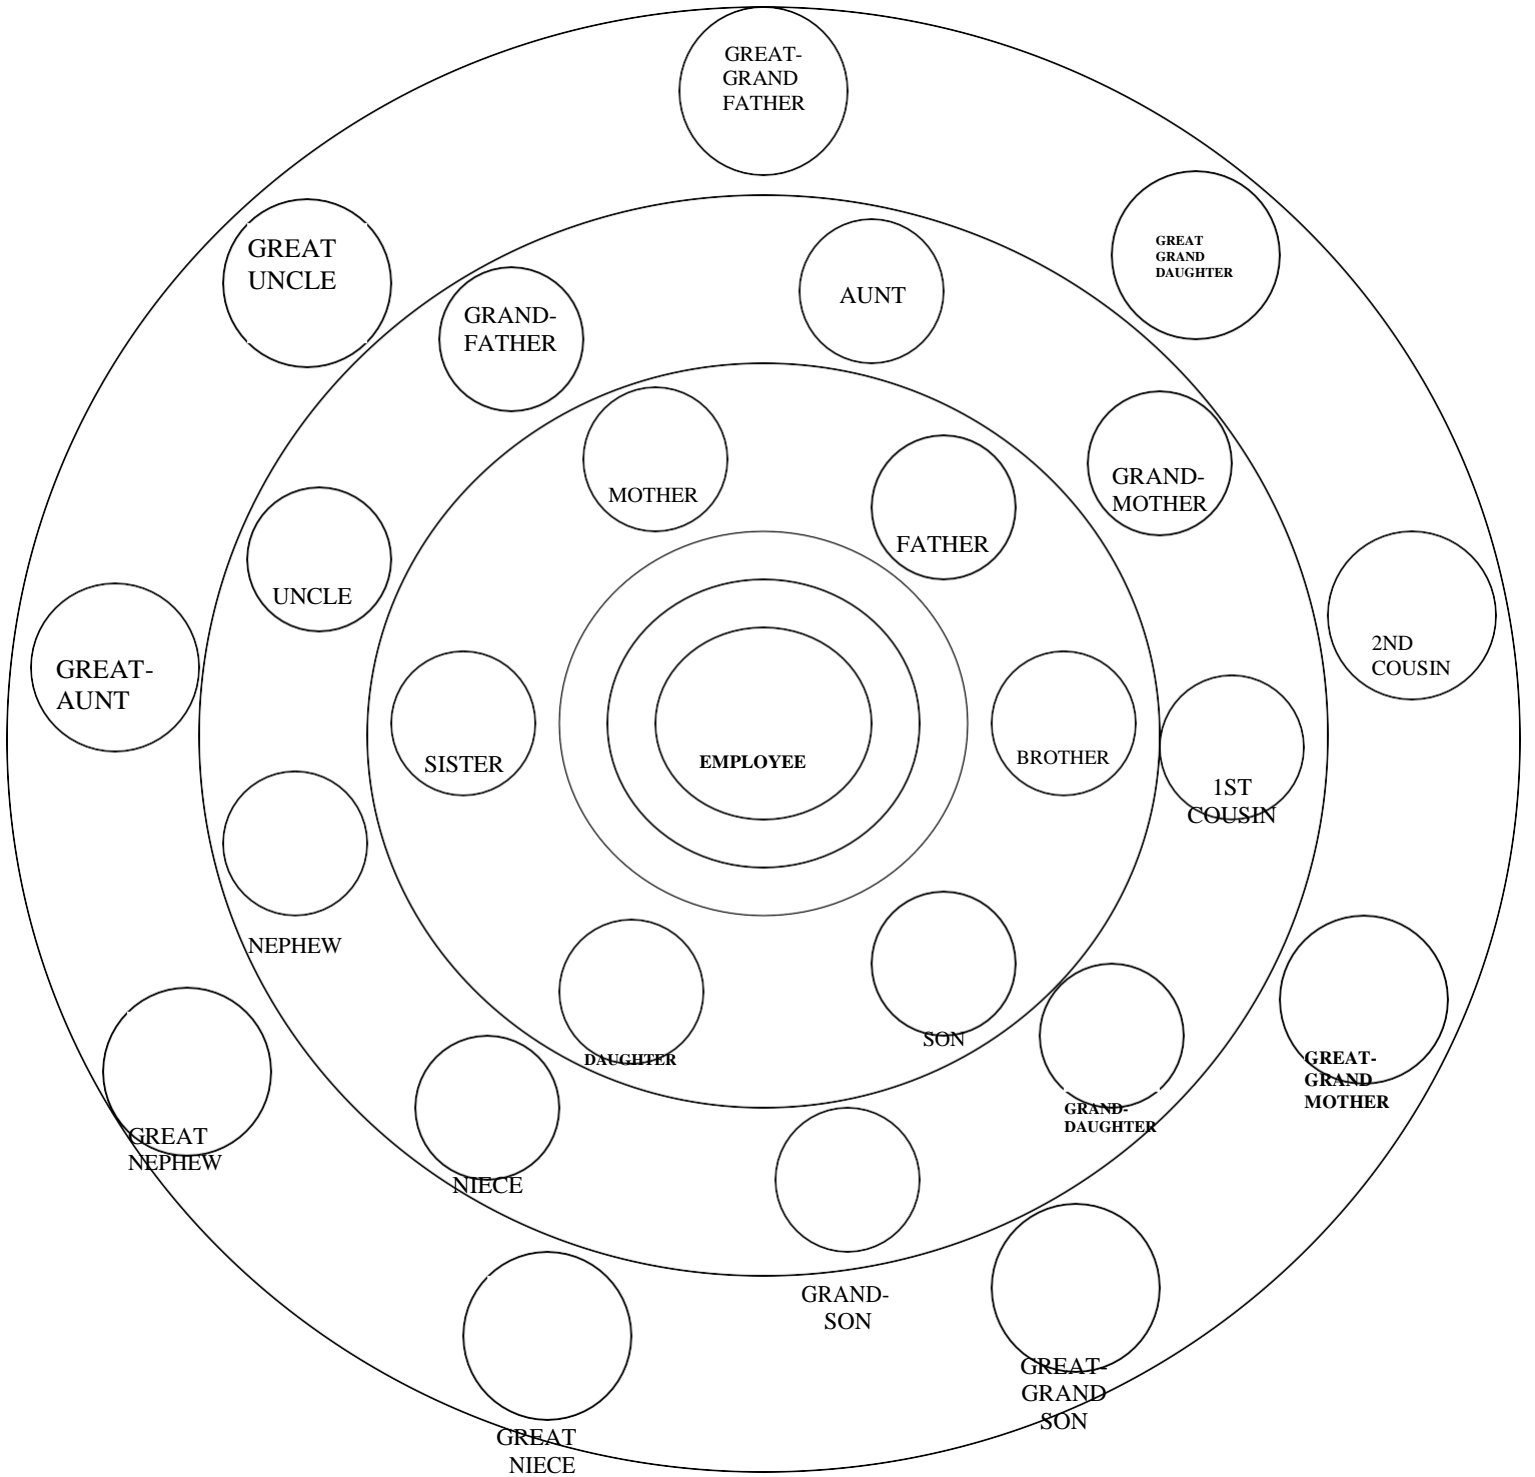 GREAT-
GRAND
FATHER
GREAT
UNCLE
GREAT
GRAND
DAUGHTER
GRAND-
FATHER
AUNT
MOTHER
GRAND-
MOTHER
FATHER
UNCLE
2ND
COUSIN
GREAT-
AUNT
SISTER
EMPLOYEE
BROTHER
1ST
COUSIN
NEPHEW
SON
DAUGHTER
GREAT-
GRAND
MOTHER
GRAND-
DAUGHTER
GREAT
NEPHEW
NIECE
GRAND-
SON
GREAT-
GRAND
SON
GREAT
NIECE